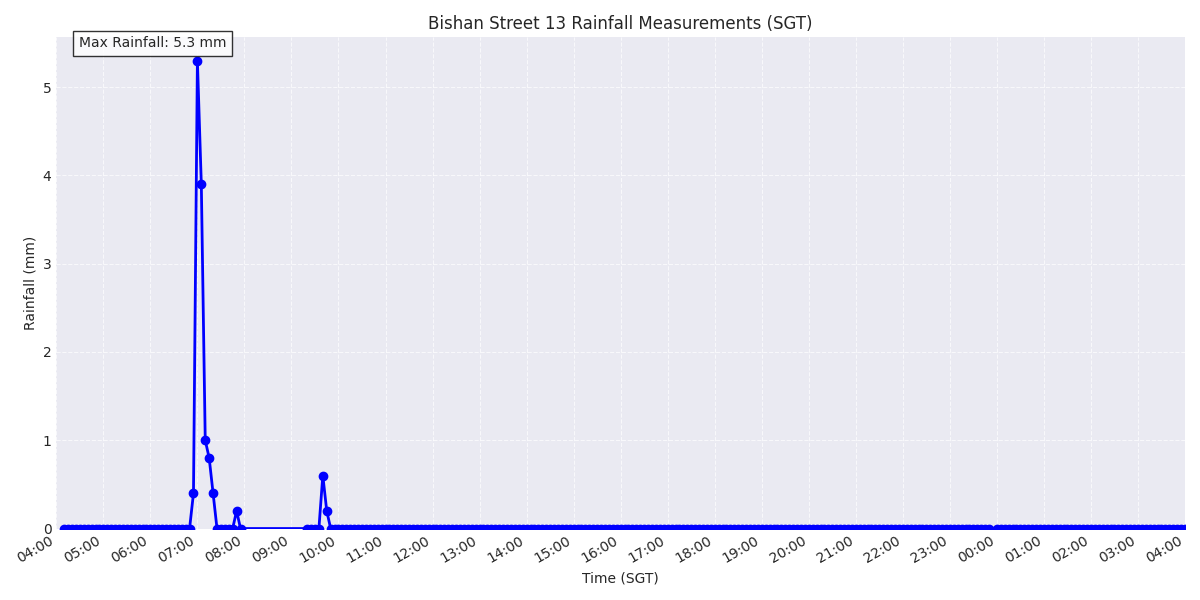 Bishan Street 13 Rainfall Measurements (SGT)
Max Rainfall: 5.3 mm
5
4
3
2
1
0
Rainfall (mm)
04:00 05:00 06:00 07:00 08:00 09:00 10:00 11:00 12:00 13:00 14:00 15:00 16:00 17:00 18:00 19:00 20:00 21:00 22:00 23:00 00:00 01:00 02:00 03:00 04:00
Time (SGT)